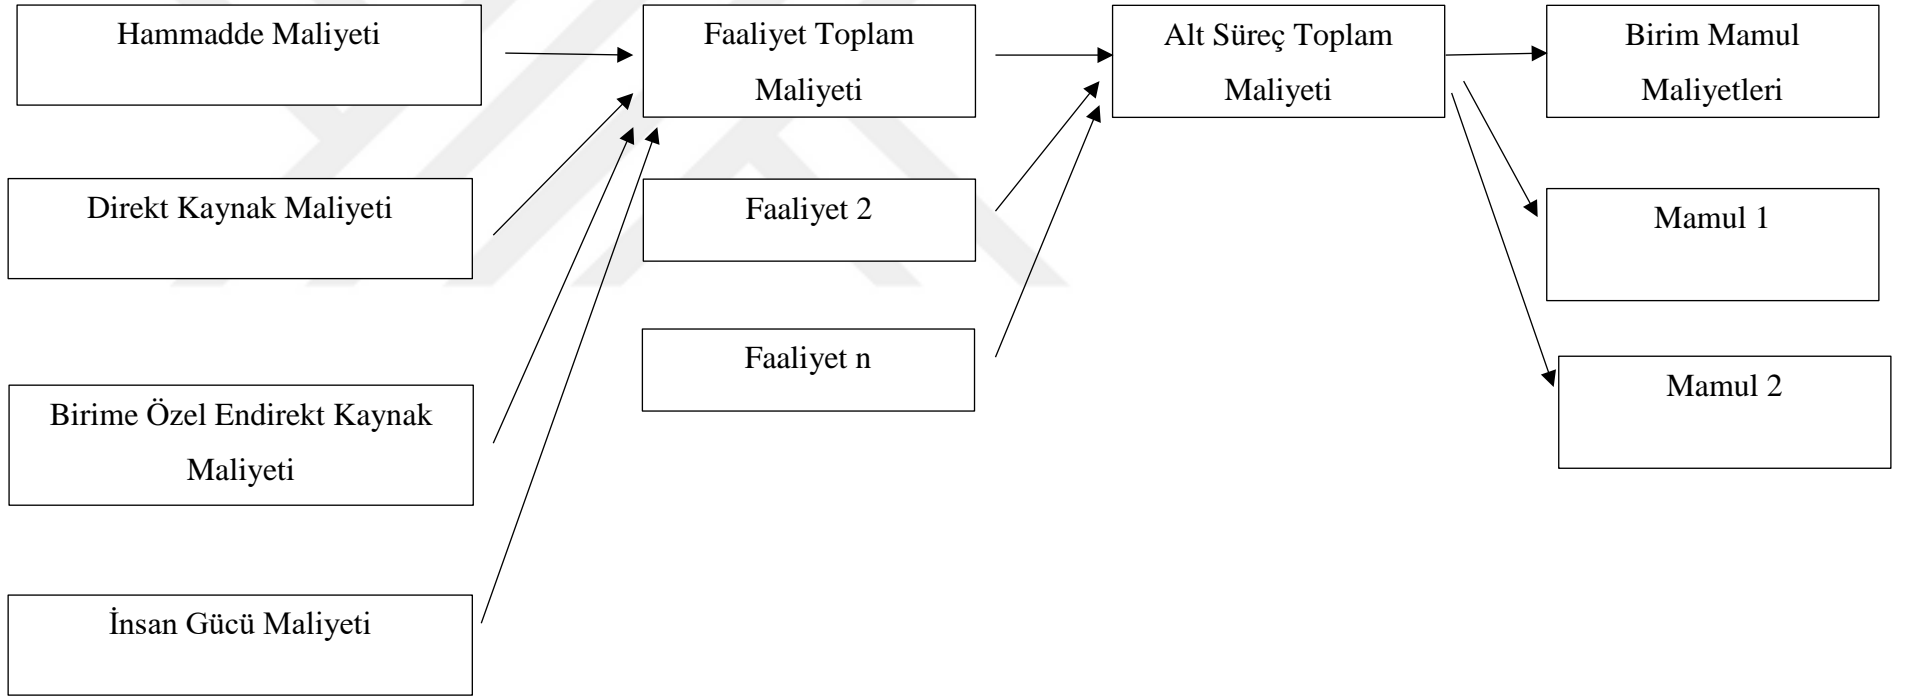 Hammadde Maliyeti
Direkt Kaynak Maliyeti
Birime Özel Endirekt Kaynak
Maliyeti
İnsan Gücü Maliyeti
Faaliyet Toplam
Maliyeti
Faaliyet 2
Faaliyet n
Alt Süreç Toplam
Maliyeti
Birim Mamul
Maliyetleri
Mamul 1
Mamul 2